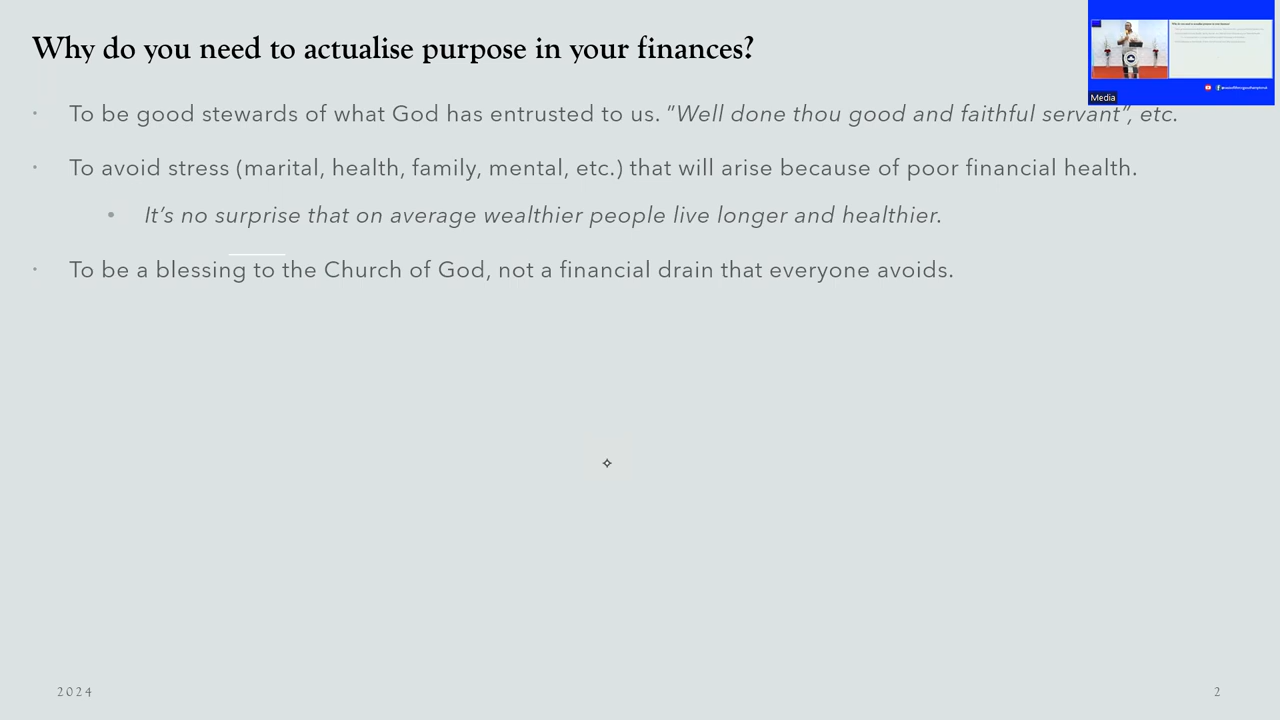 Why do you need to actualise purpose in your finances?
• To be good stewards of what God has entrusted to us. "Well done thou good and faithful servant", etc.
• To avoid stress (marital, health, family, mental, etc.) that will arise because of poor financial health.
• It's no surprise that on average wealthier people live longer and healthier.
• To be a blessing to the Church of God, not a financial drain that everyone avoids.
Media
2024
2